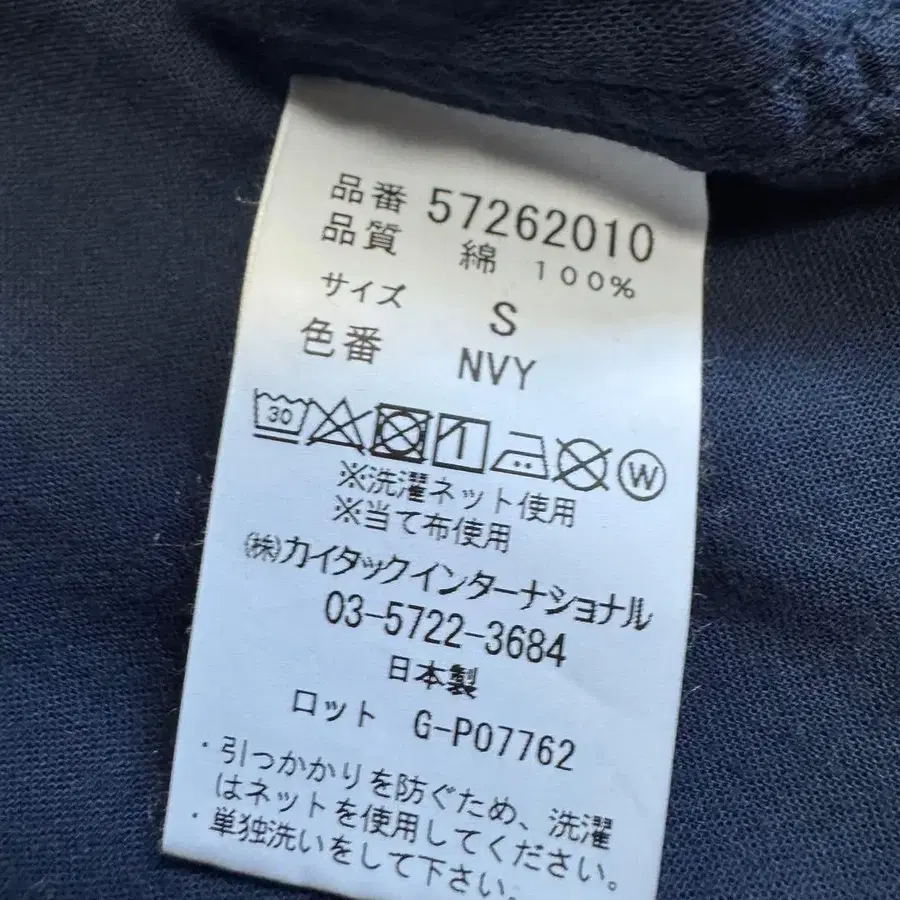 品番 57262010
品質 綿 100%
サイズ S
色番 NVY
30 W
※洗濯ネット使用
※当て布使用
(株)カイタックインターナショナル
03-5722-3684
日本製
ロット G-P07762
・引っかかりを防ぐため、洗濯
はネットを使用してください。
・単独洗いをして下さい。